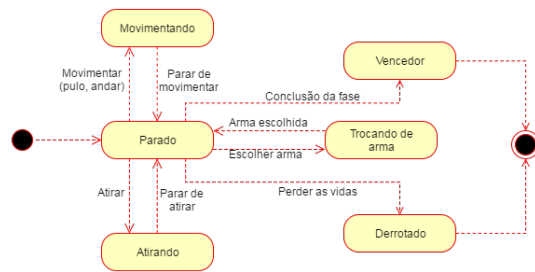 Movimentando
Movimentar
(pulo, andar)
Parar de
movimentar
Vencedor
Conclusão da fase
Arma escolhida
Parado
Trocando de
arma
Escolher arma
Atirar
Parar de
atirar
Perder as vidas
Derrotado
Atirando